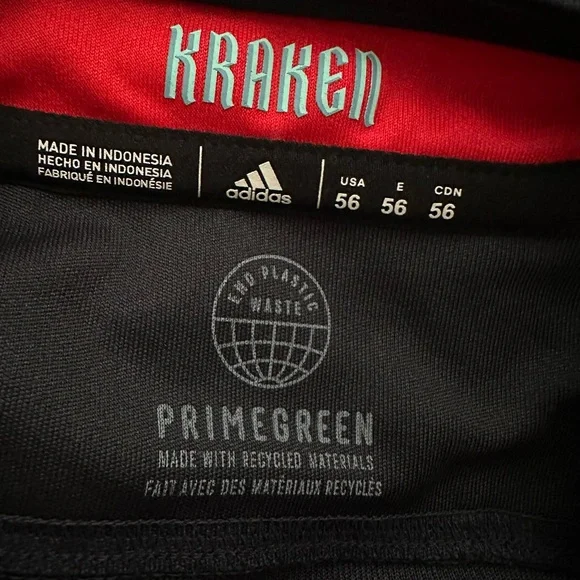 KRAKEN
MADE IN INDONESIA
HECHO EN INDONESIA
FABRIQUÉ EN INDONÉSIE
adidas
USA E CDN
56 56 56
END PLASTIC
WASTE
PRIMEGREEN
MADE WITH RECYCLED MATERIALS
FAIT AVEC DES MATERIAUX RECYCLÉS